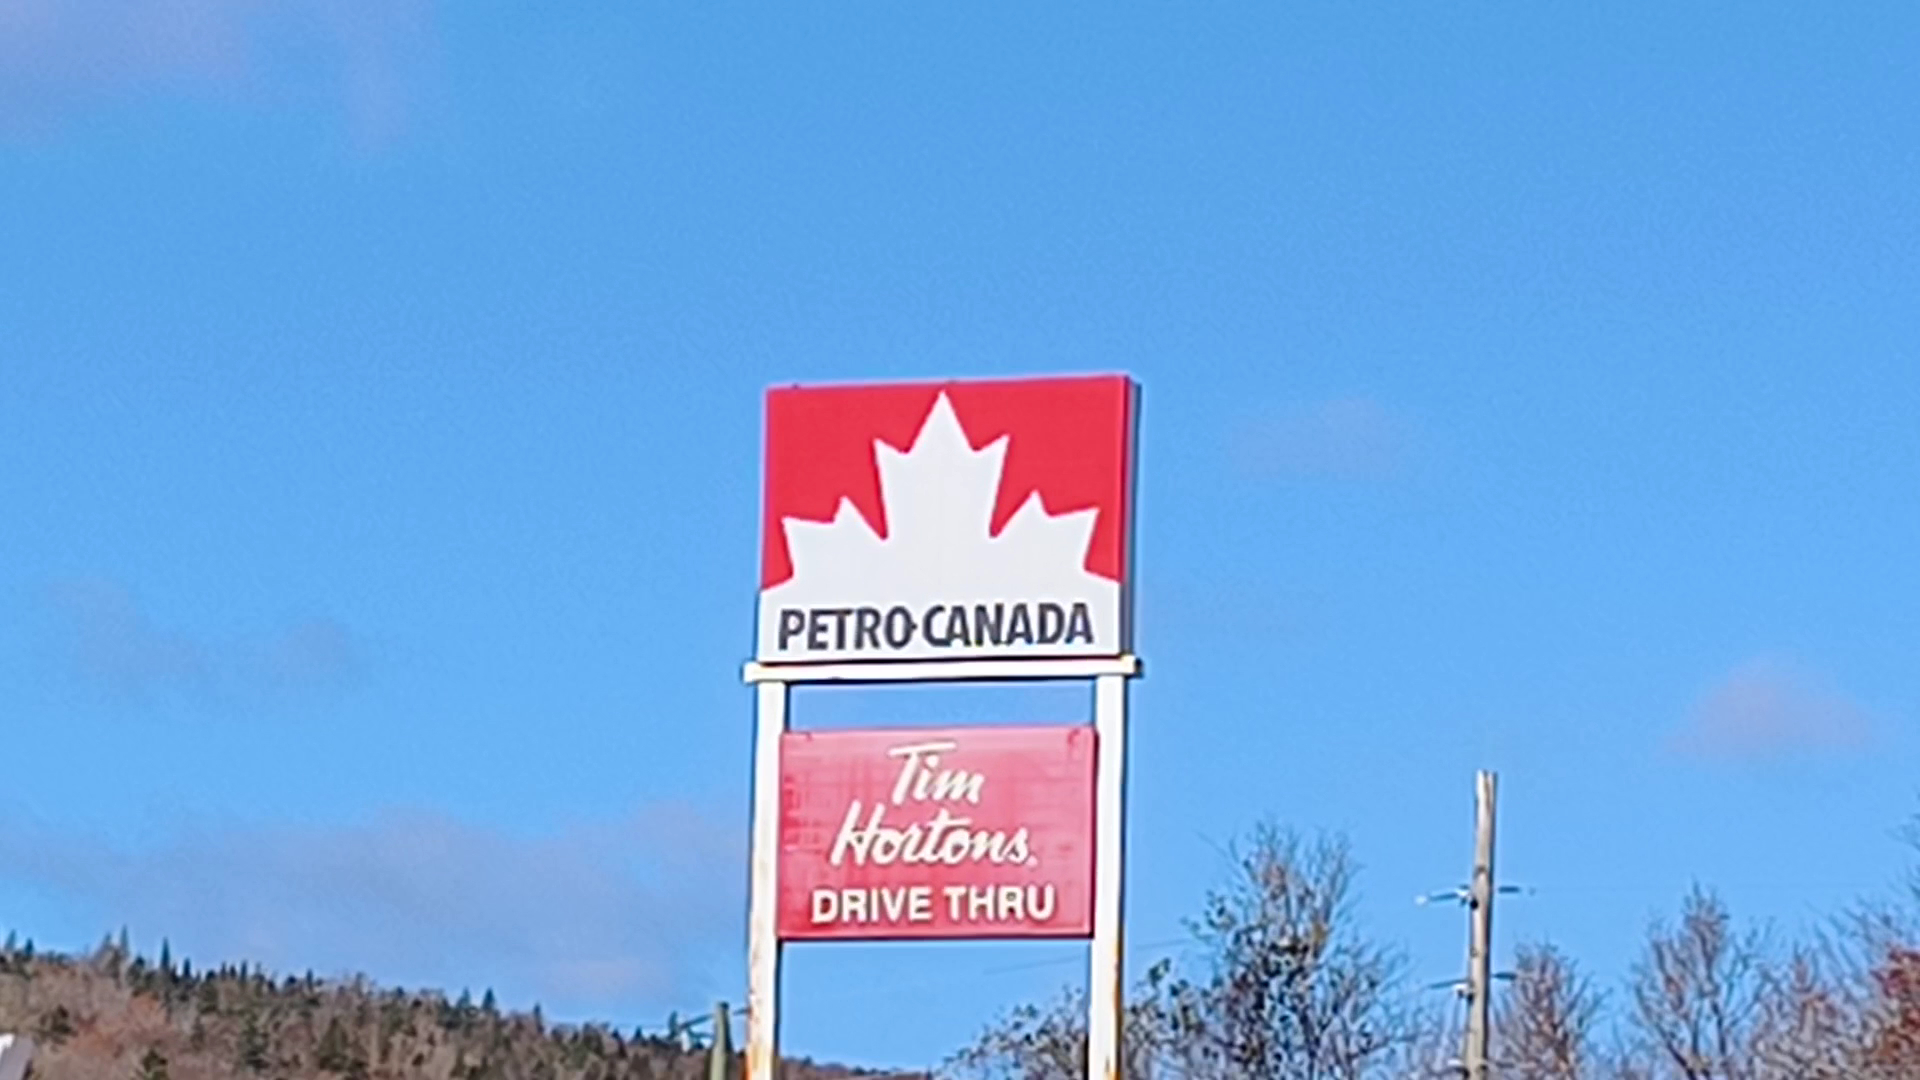 PETRO-CANADA
Tim
Hortons.
DRIVE THRU